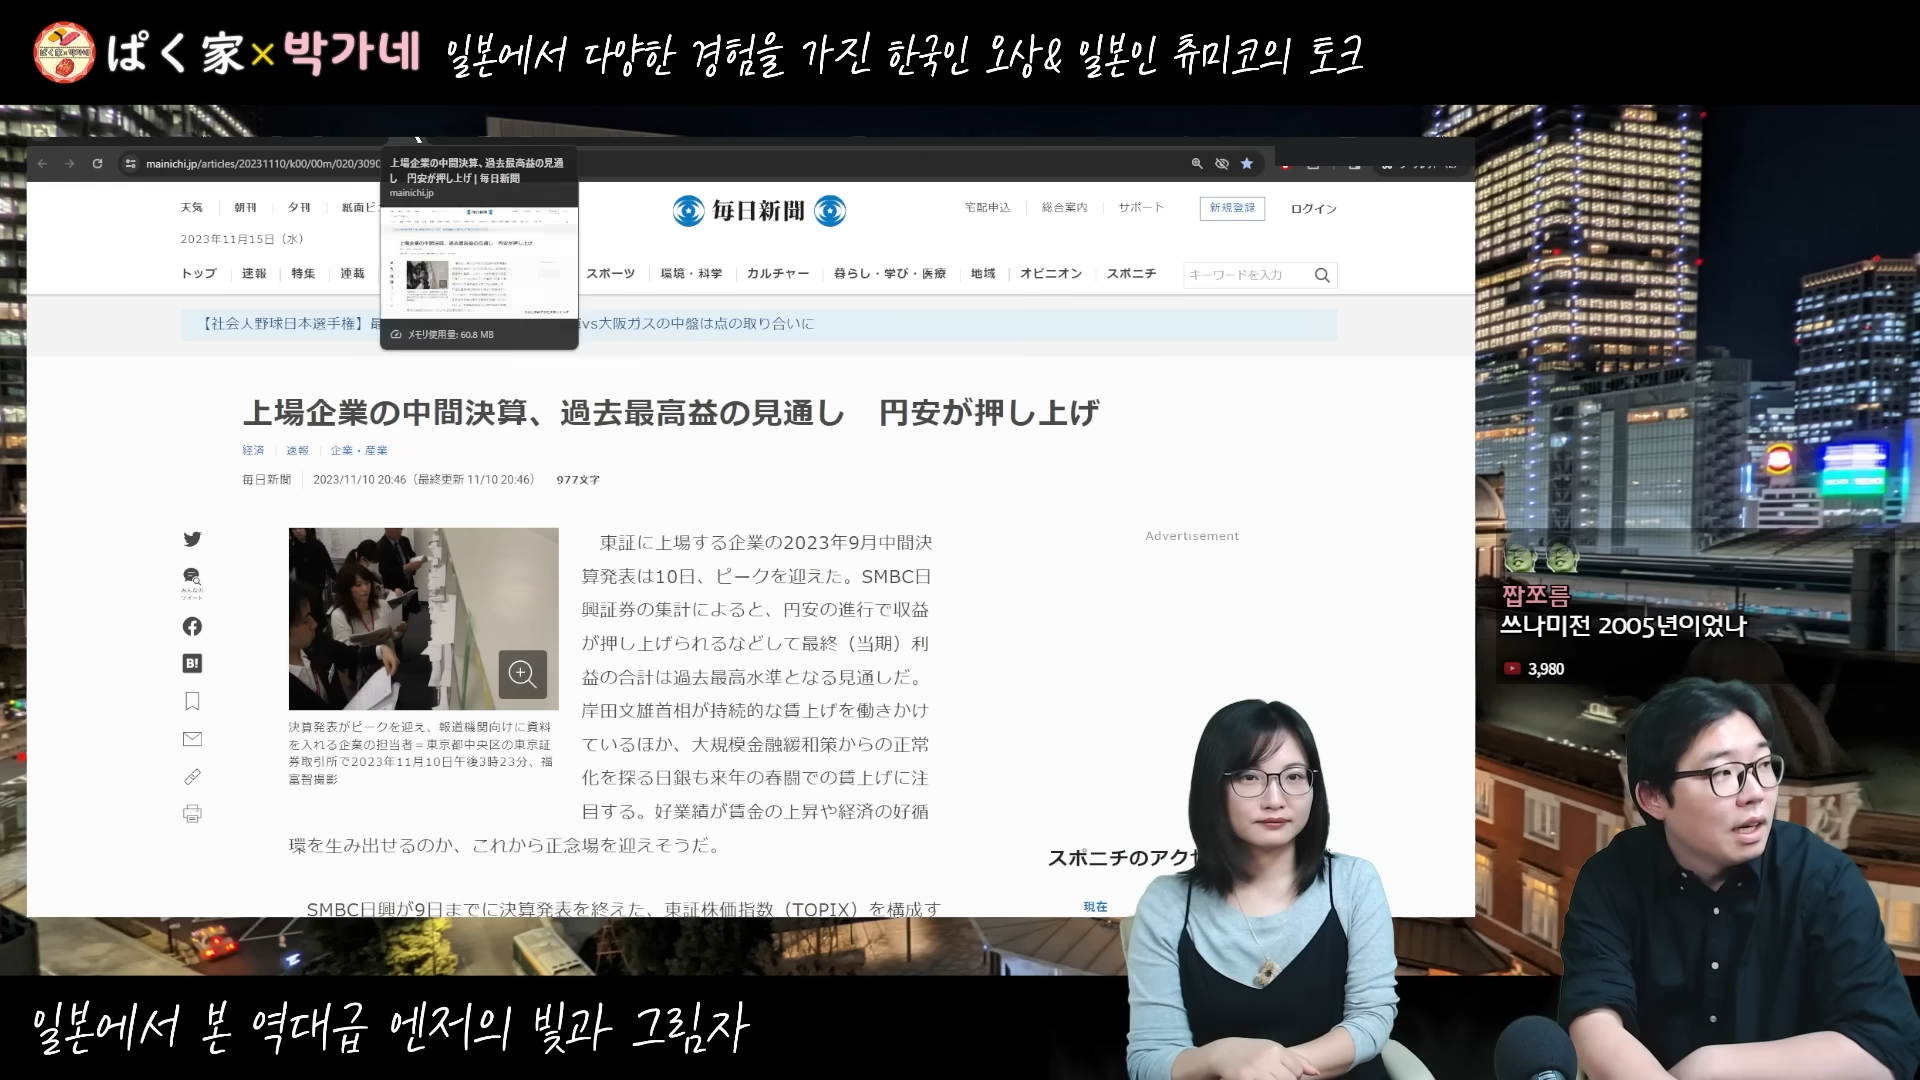 ぱく家×박가네 일본에서 다양한 경험을 가진 한국인 오상& 일본인 츄미코의 토크
mainichi.jp/articles/20231110/k00/00m/020/3090
上場企業の中間決算、過去最高益の見通
し 円安が押し上げ | 毎日新聞
mainichi.jp
メモリ使用量: 60.8 MB
天気 朝刊 夕刊
毎日新聞
宅配申込 総合案内 サポート 新規登録 ログイン
2023年11月15日（水）
トップ 速報 特集 連載 スポーツ 環境・科学 カルチャー 暮らし・学び・医療 地域 オピニオン スポニチ キーワードを入力
【社会人野球日本選手権】 vs大阪ガスの中盤は点の取り合いに
上場企業の中間決算、過去最高益の見通し 円安が押し上げ
経済 速報 企業・産業
毎日新聞 2023/11/10 20:46（最終更新 11/10 20:46） 977文字
みんなの
ツイート
B!
決算発表がピークを迎え、報道機関向けに資料
を入れる企業の担当者＝東京都中央区の東京証
券取引所で2023年11月10日午後3時23分、福
富智撮影
東証に上場する企業の2023年9月中間決
算発表は10日、ピークを迎えた。SMBC日
興証券の集計によると、円安の進行で収益
が押し上げられるなどして最終（当期）利
益の合計は過去最高水準となる見通しだ。
岸田文雄首相が持続的な賃上げを働きかけ
ているほか、大規模金融緩和策からの正常
化を探る日銀も来年の春闘での賃上げに注
目する。好業績が賃金の上昇や経済の好循
環を生み出せるのか、これから正念場を迎えそうだ。
SMBC日興が9日までに決算発表を終えた、東証株価指数（TOPIX）を構成す
Advertisement
スポニチのアク
現在
짭쪼름
쓰나미전 2005년이었나
3,980
일본에서 본 역대급 엔저의 빛과 그림자